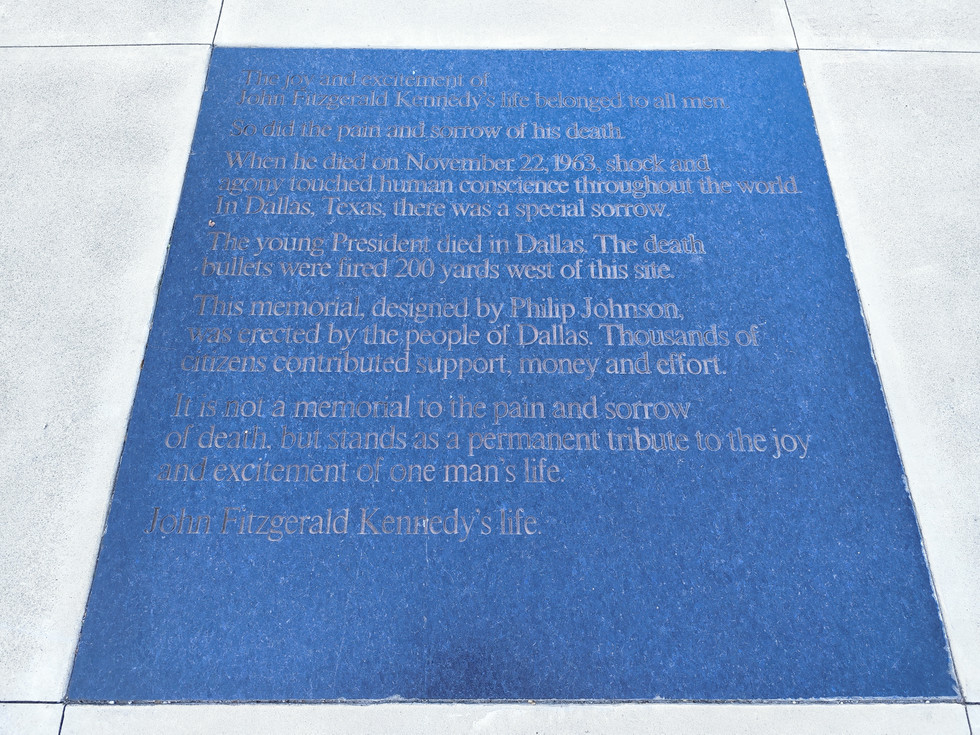 The joy and excitement of
John Fitzgerald Kennedy's life belonged to all men.
So did the pain and sorrow of his death.
When he died on November 22, 1963, shock and
agony touched human conscience throughout the world.
In Dallas, Texas, there was a special sorrow.
The young President died in Dallas. The death
bullets were fired 200 yards west of this site.
This memorial, designed by Philip Johnson,
was erected by the people of Dallas. Thousands of
citizens contributed support, money and effort.
It is not a memorial to the pain and sorrow
of death, but stands as a permanent tribute to the joy
and excitement of one man's life.
John Fitzgerald Kennedy's life.